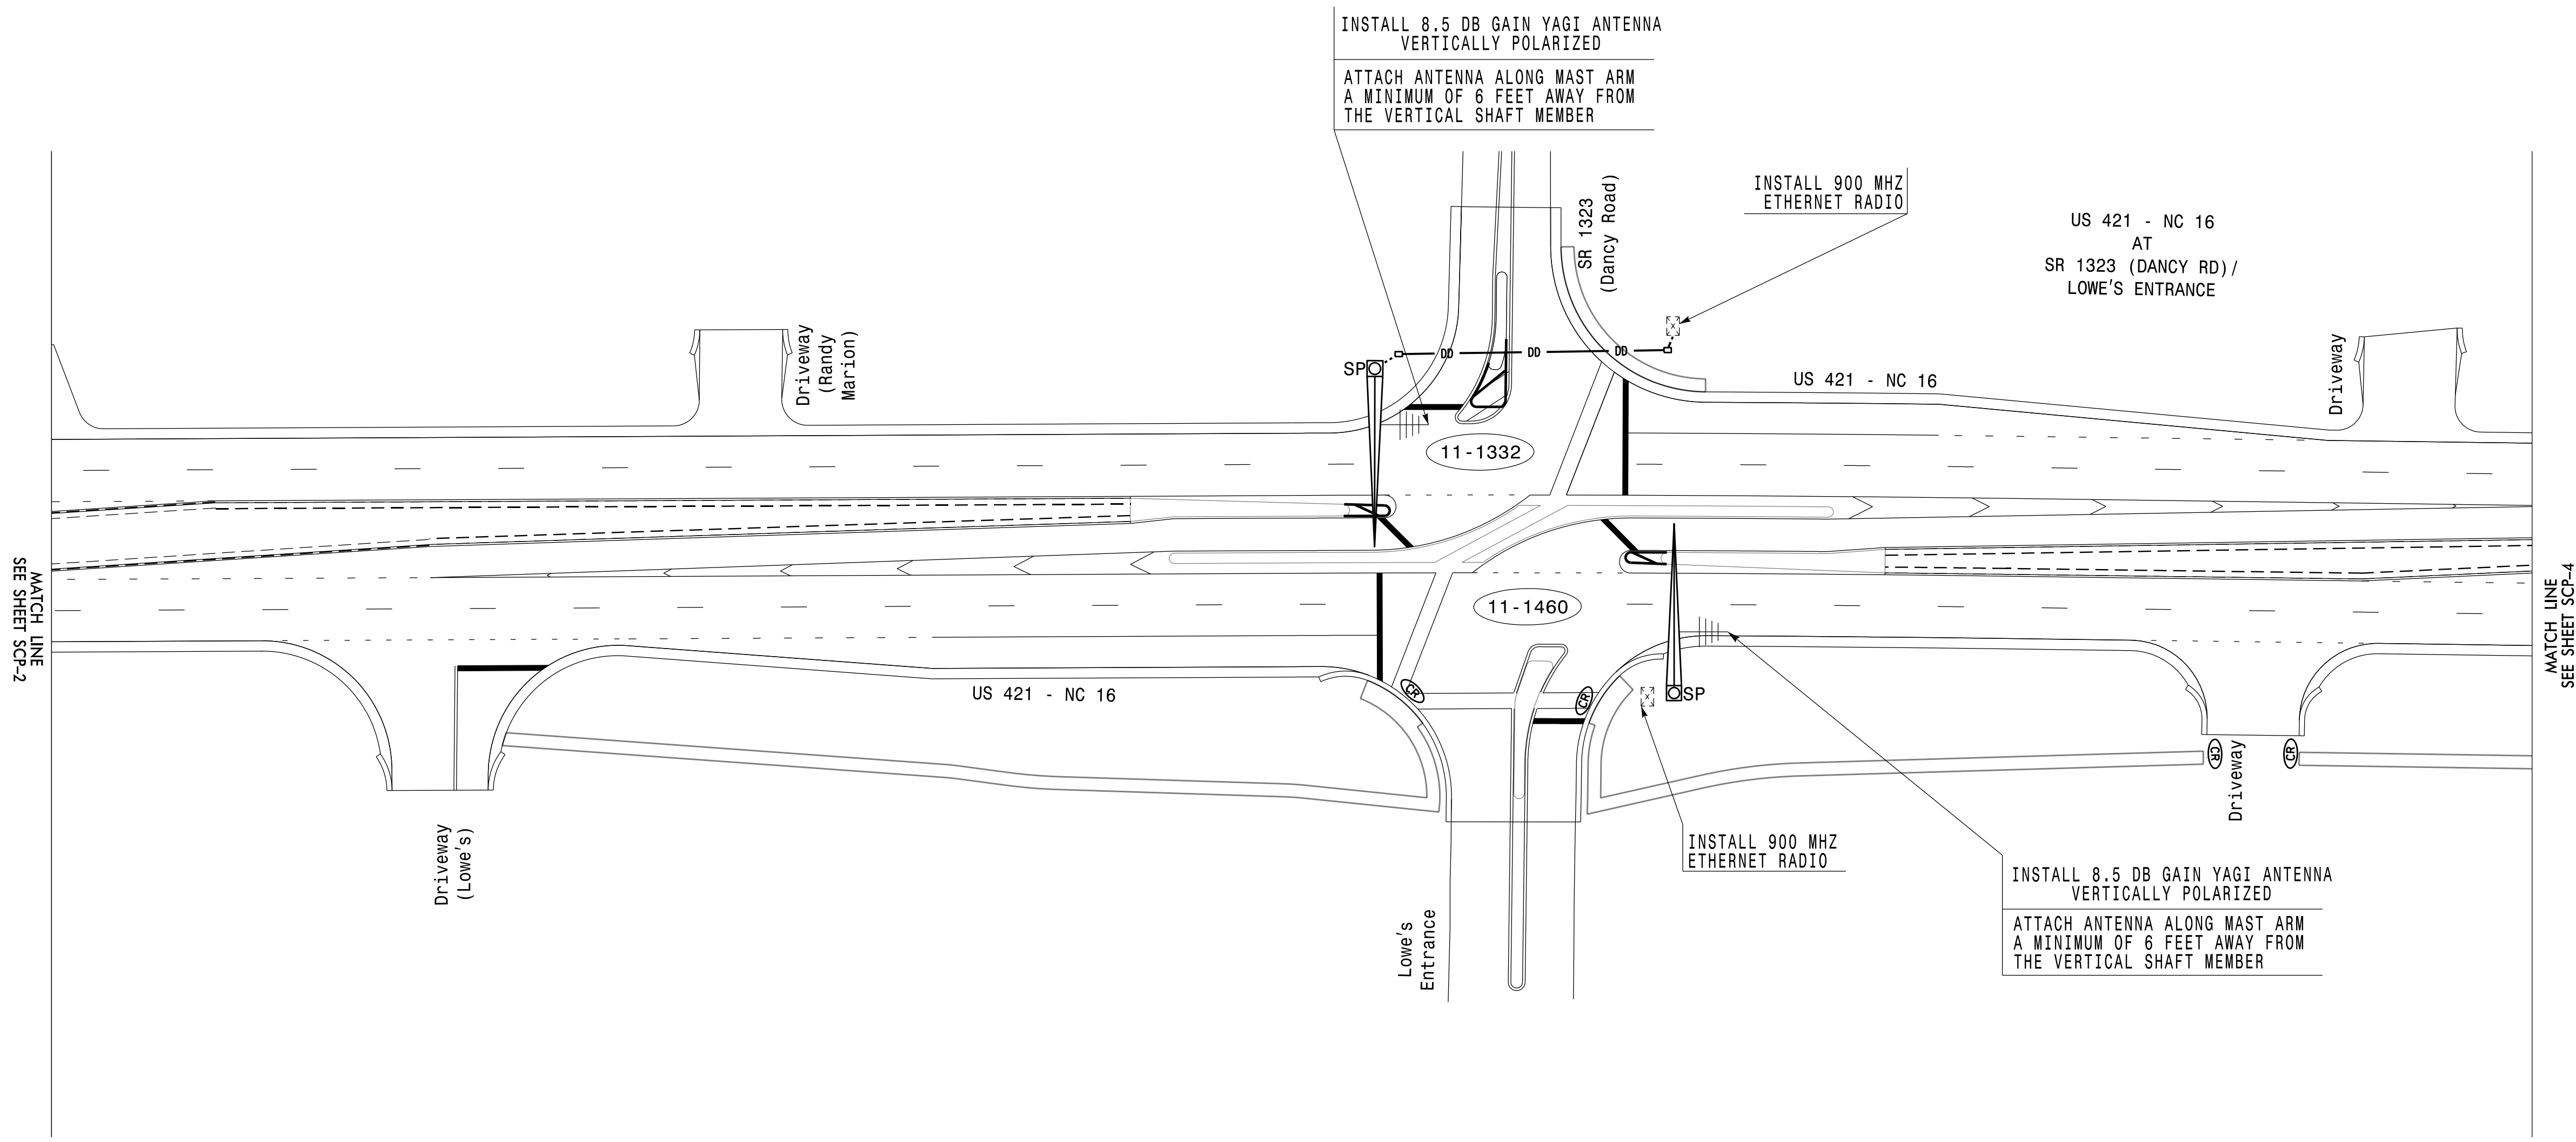 INSTALL 8.5 DB GAIN YAGI ANTENNA
VERTICALLY POLARIZED
ATTACH ANTENNA ALONG MAST ARM
A MINIMUM OF 6 FEET AWAY FROM
THE VERTICAL SHAFT MEMBER
INSTALL 900 MHZ
ETHERNET RADIO
SR 1323
(Dancy Road)
US 421 - NC 16
AT
SR 1323 (DANCY RD)/
LOWE'S ENTRANCE
Driveway
(Randy
Marion)
SP
DD
DD
DD
X
US 421 - NC 16
Driveway
11-1332
MATCH LINE
SEE SHEET SCP-2
11-1460
MATCH LINE
SEE SHEET SCP-4
US 421 - NC 16
CR
CR
X
SP
CR
CR
Driveway
Driveway
(Lowe's)
INSTALL 900 MHZ
ETHERNET RADIO
Lowe's
Entrance
INSTALL 8.5 DB GAIN YAGI ANTENNA
VERTICALLY POLARIZED
ATTACH ANTENNA ALONG MAST ARM
A MINIMUM OF 6 FEET AWAY FROM
THE VERTICAL SHAFT MEMBER